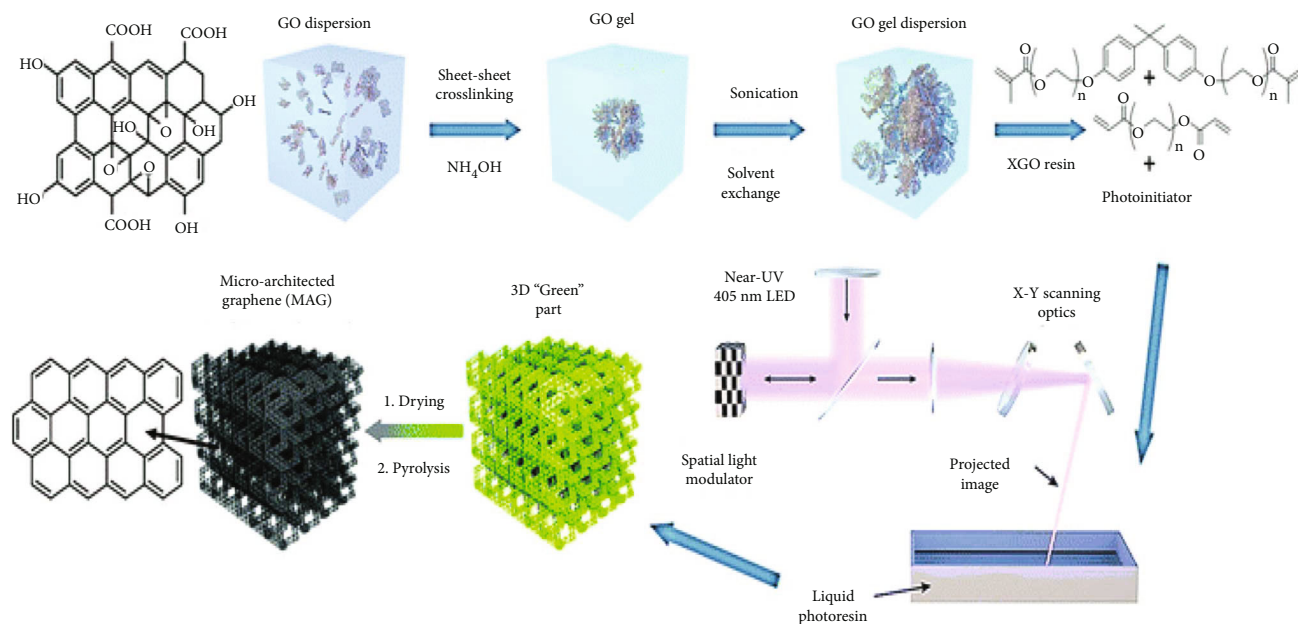 COOH
COOH
HO
OH
HO
O
OH
O
O
HO
O
COOH
OH
GO dispersion
Sheet-sheet
crosslinking
NH₄OH
GO gel
Sonication
Solvent
exchange
GO gel dispersion
XGO resin
O
O
n
O
+
O
O
n
O
O
O
n
O
O
+
Photoinitiator
Micro-architected
graphene (MAG)
1. Drying
2. Pyrolysis
3D “Green”
part
Near-UV
405 nm LED
X-Y scanning
optics
Spatial light
modulator
Projected
image
Liquid
photoresin